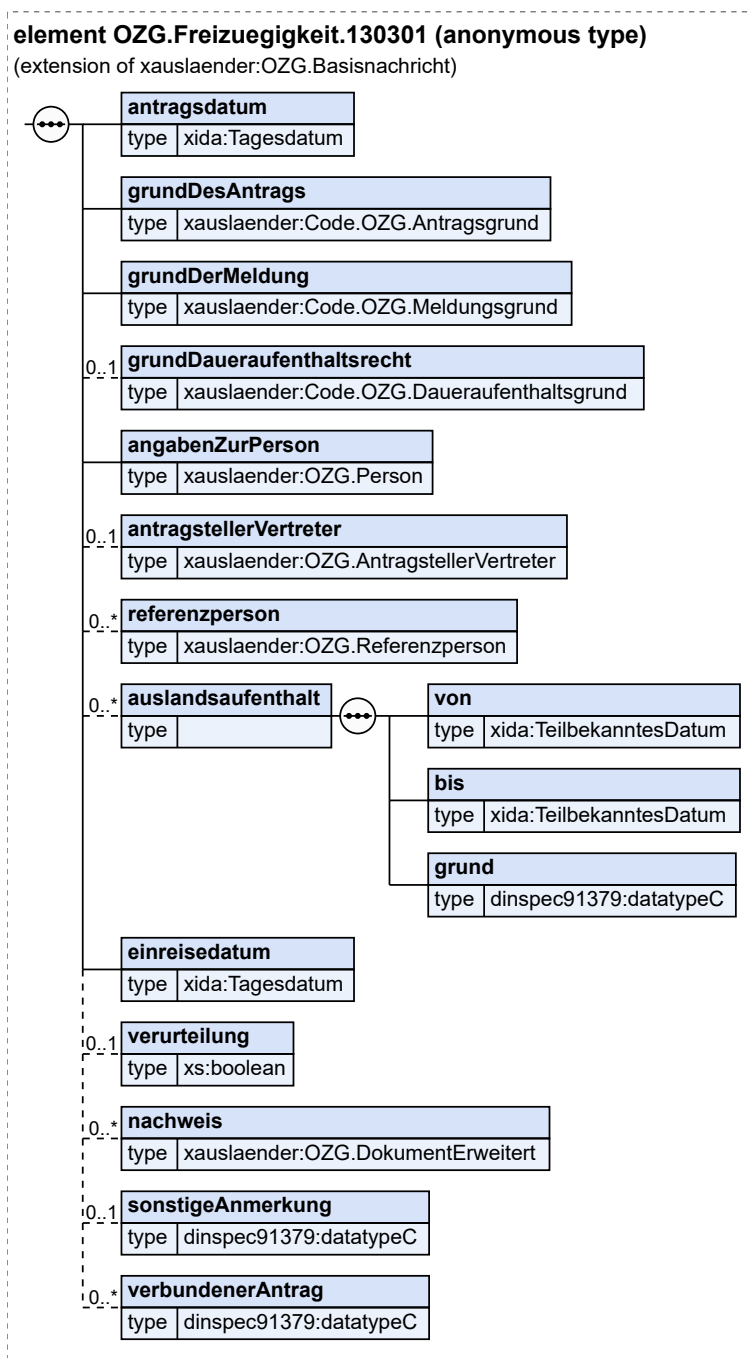 element OZG.Freizuegigkeit.130301 (anonymous type)
(extension of xauslaender:OZG.Basisnachricht)
antragsdatum
type xida:Tagesdatum
grundDesAntrags
type xauslaender:Code.OZG.Antragsgrund
grundDerMeldung
type xauslaender:Code.OZG.Meldungsgrund
0..1 grundDaueraufenthaltsrecht
type xauslaender:Code.OZG.Daueraufenthaltsgrund
angabenZurPerson
type xauslaender:OZG.Person
0..1 antragstellerVertreter
type xauslaender:OZG.AntragstellerVertreter
0..* referenzperson
type xauslaender:OZG.Referenzperson
0..* auslandsaufenthalt
type
von
type xida:TeilbekanntesDatum
bis
type xida:TeilbekanntesDatum
grund
type dinspec91379:datatypeC
einreisedatum
type xida:Tagesdatum
0..1 verurteilung
type xs:boolean
0..* nachweis
type xauslaender:OZG.DokumentErweitert
0..1 sonstigeAnmerkung
type dinspec91379:datatypeC
0..* verbundenerAntrag
type dinspec91379:datatypeC